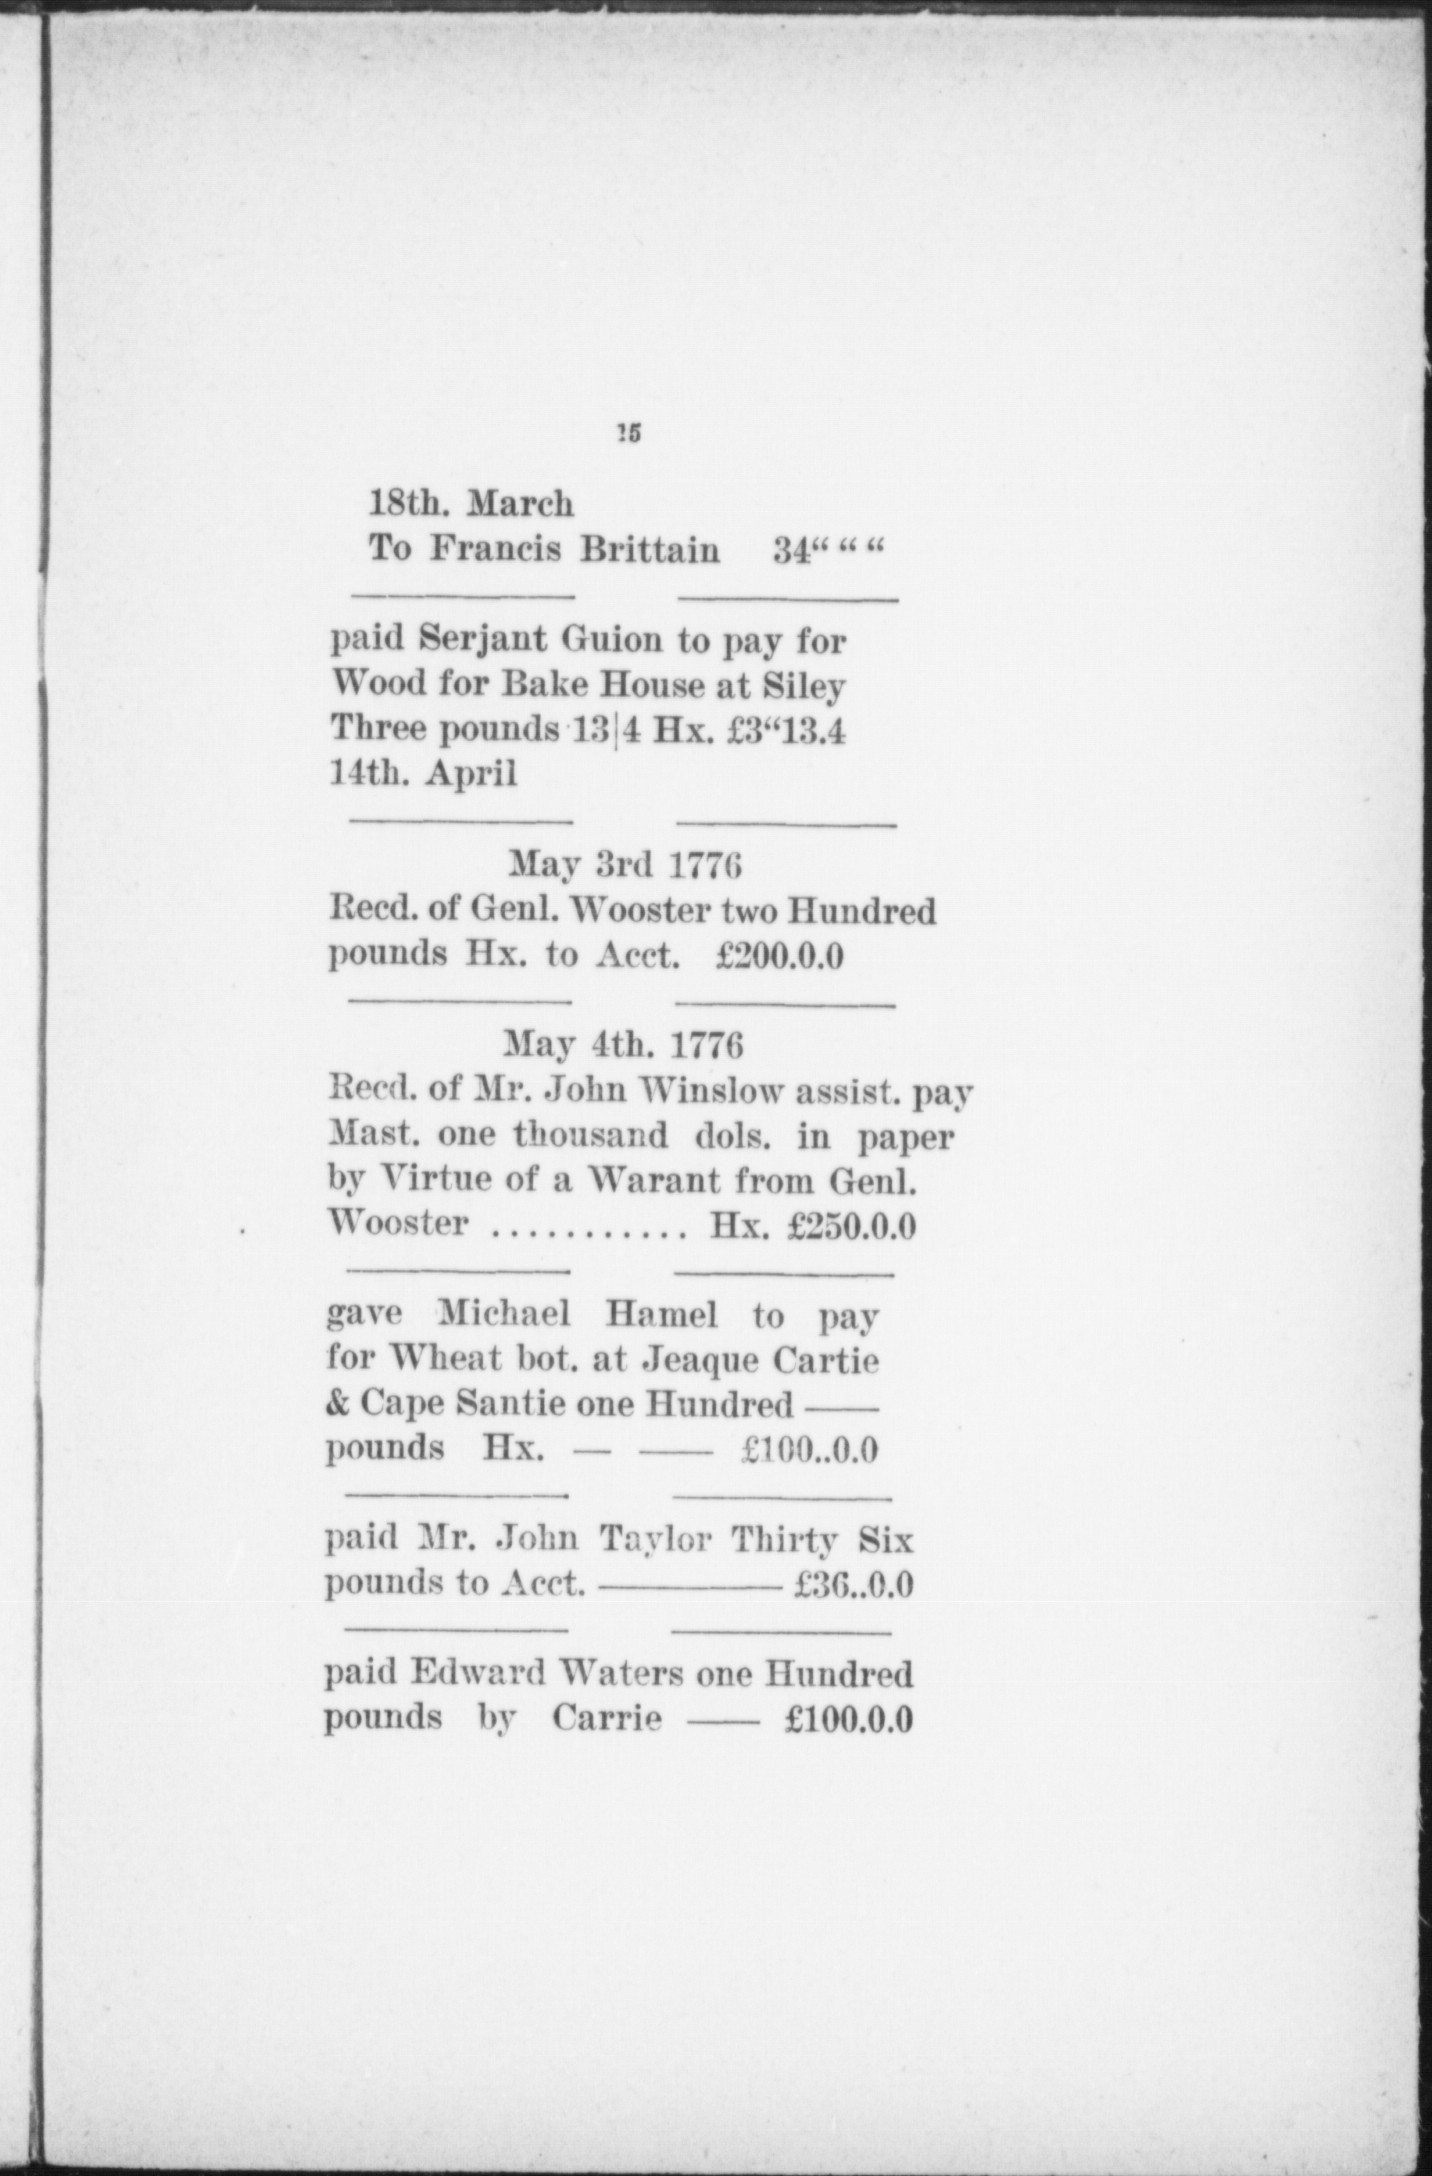 15
18th. March
To Francis Brittain 34“ “ “
paid Serjant Guion to pay for
Wood for Bake House at Siley
Three pounds 13|4 Hx. £3“13.4
14th. April
May 3rd 1776
Recd. of Genl. Wooster two Hundred
pounds Hx. to Acct. £200.0.0
May 4th. 1776
Recd. of Mr. John Winslow assist. pay
Mast. one thousand dols. in paper
by Virtue of a Warant from Genl.
Wooster ........... Hx. £250.0.0
gave Michael Hamel to pay
for Wheat bot. at Jeaque Cartie
& Cape Santie one Hundred ——
pounds Hx. — —— £100..0.0
paid Mr. John Taylor Thirty Six
pounds to Acct. ———— £36..0.0
paid Edward Waters one Hundred
pounds by Carrie —— £100.0.0